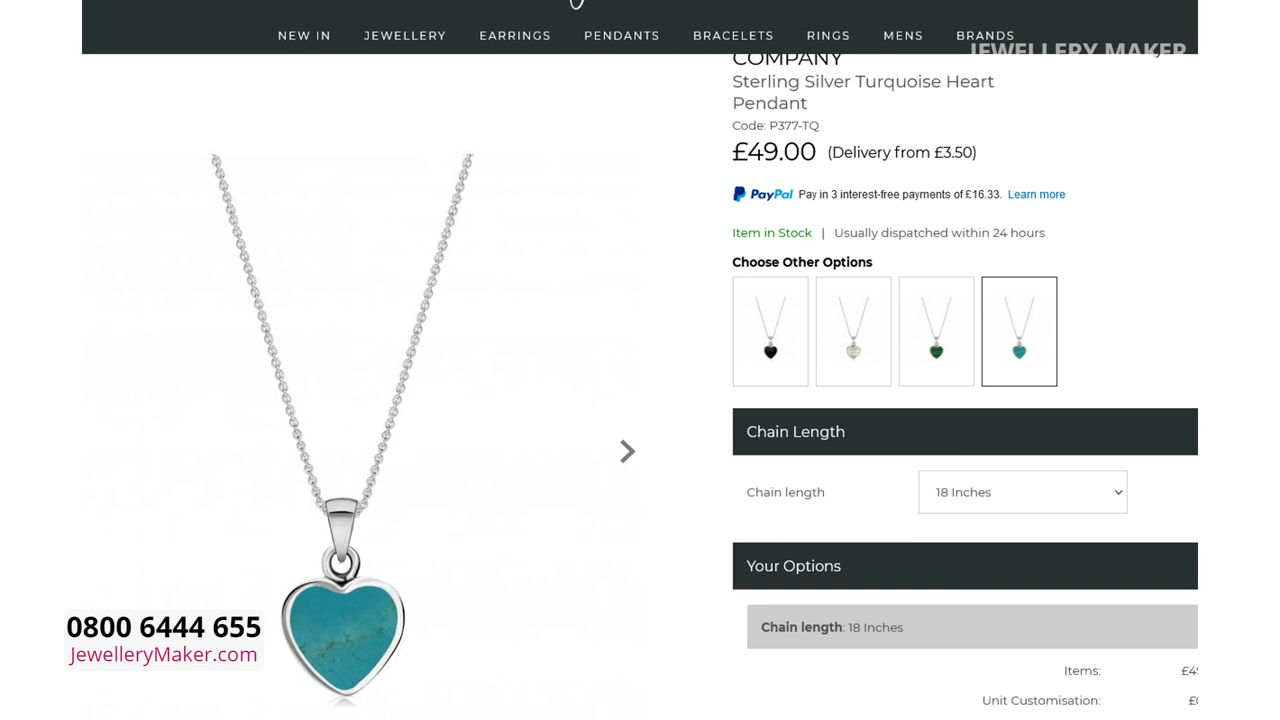 NEW IN JEWELLERY EARRINGS PENDANTS BRACELETS RINGS MENS BRANDS
JEWELLERY MAKER
COMPANY
Sterling Silver Turquoise Heart
Pendant
Code: P377-TQ
£49.00 (Delivery from £3.50)
PayPal Pay in 3 interest-free payments of £16.33. Learn more
Item in Stock | Usually dispatched within 24 hours
Choose Other Options
Chain Length
Chain length 18 Inches
Your Options
Chain length: 18 Inches
0800 6444 655
JewelleryMaker.com
Items:
Unit Customisation: